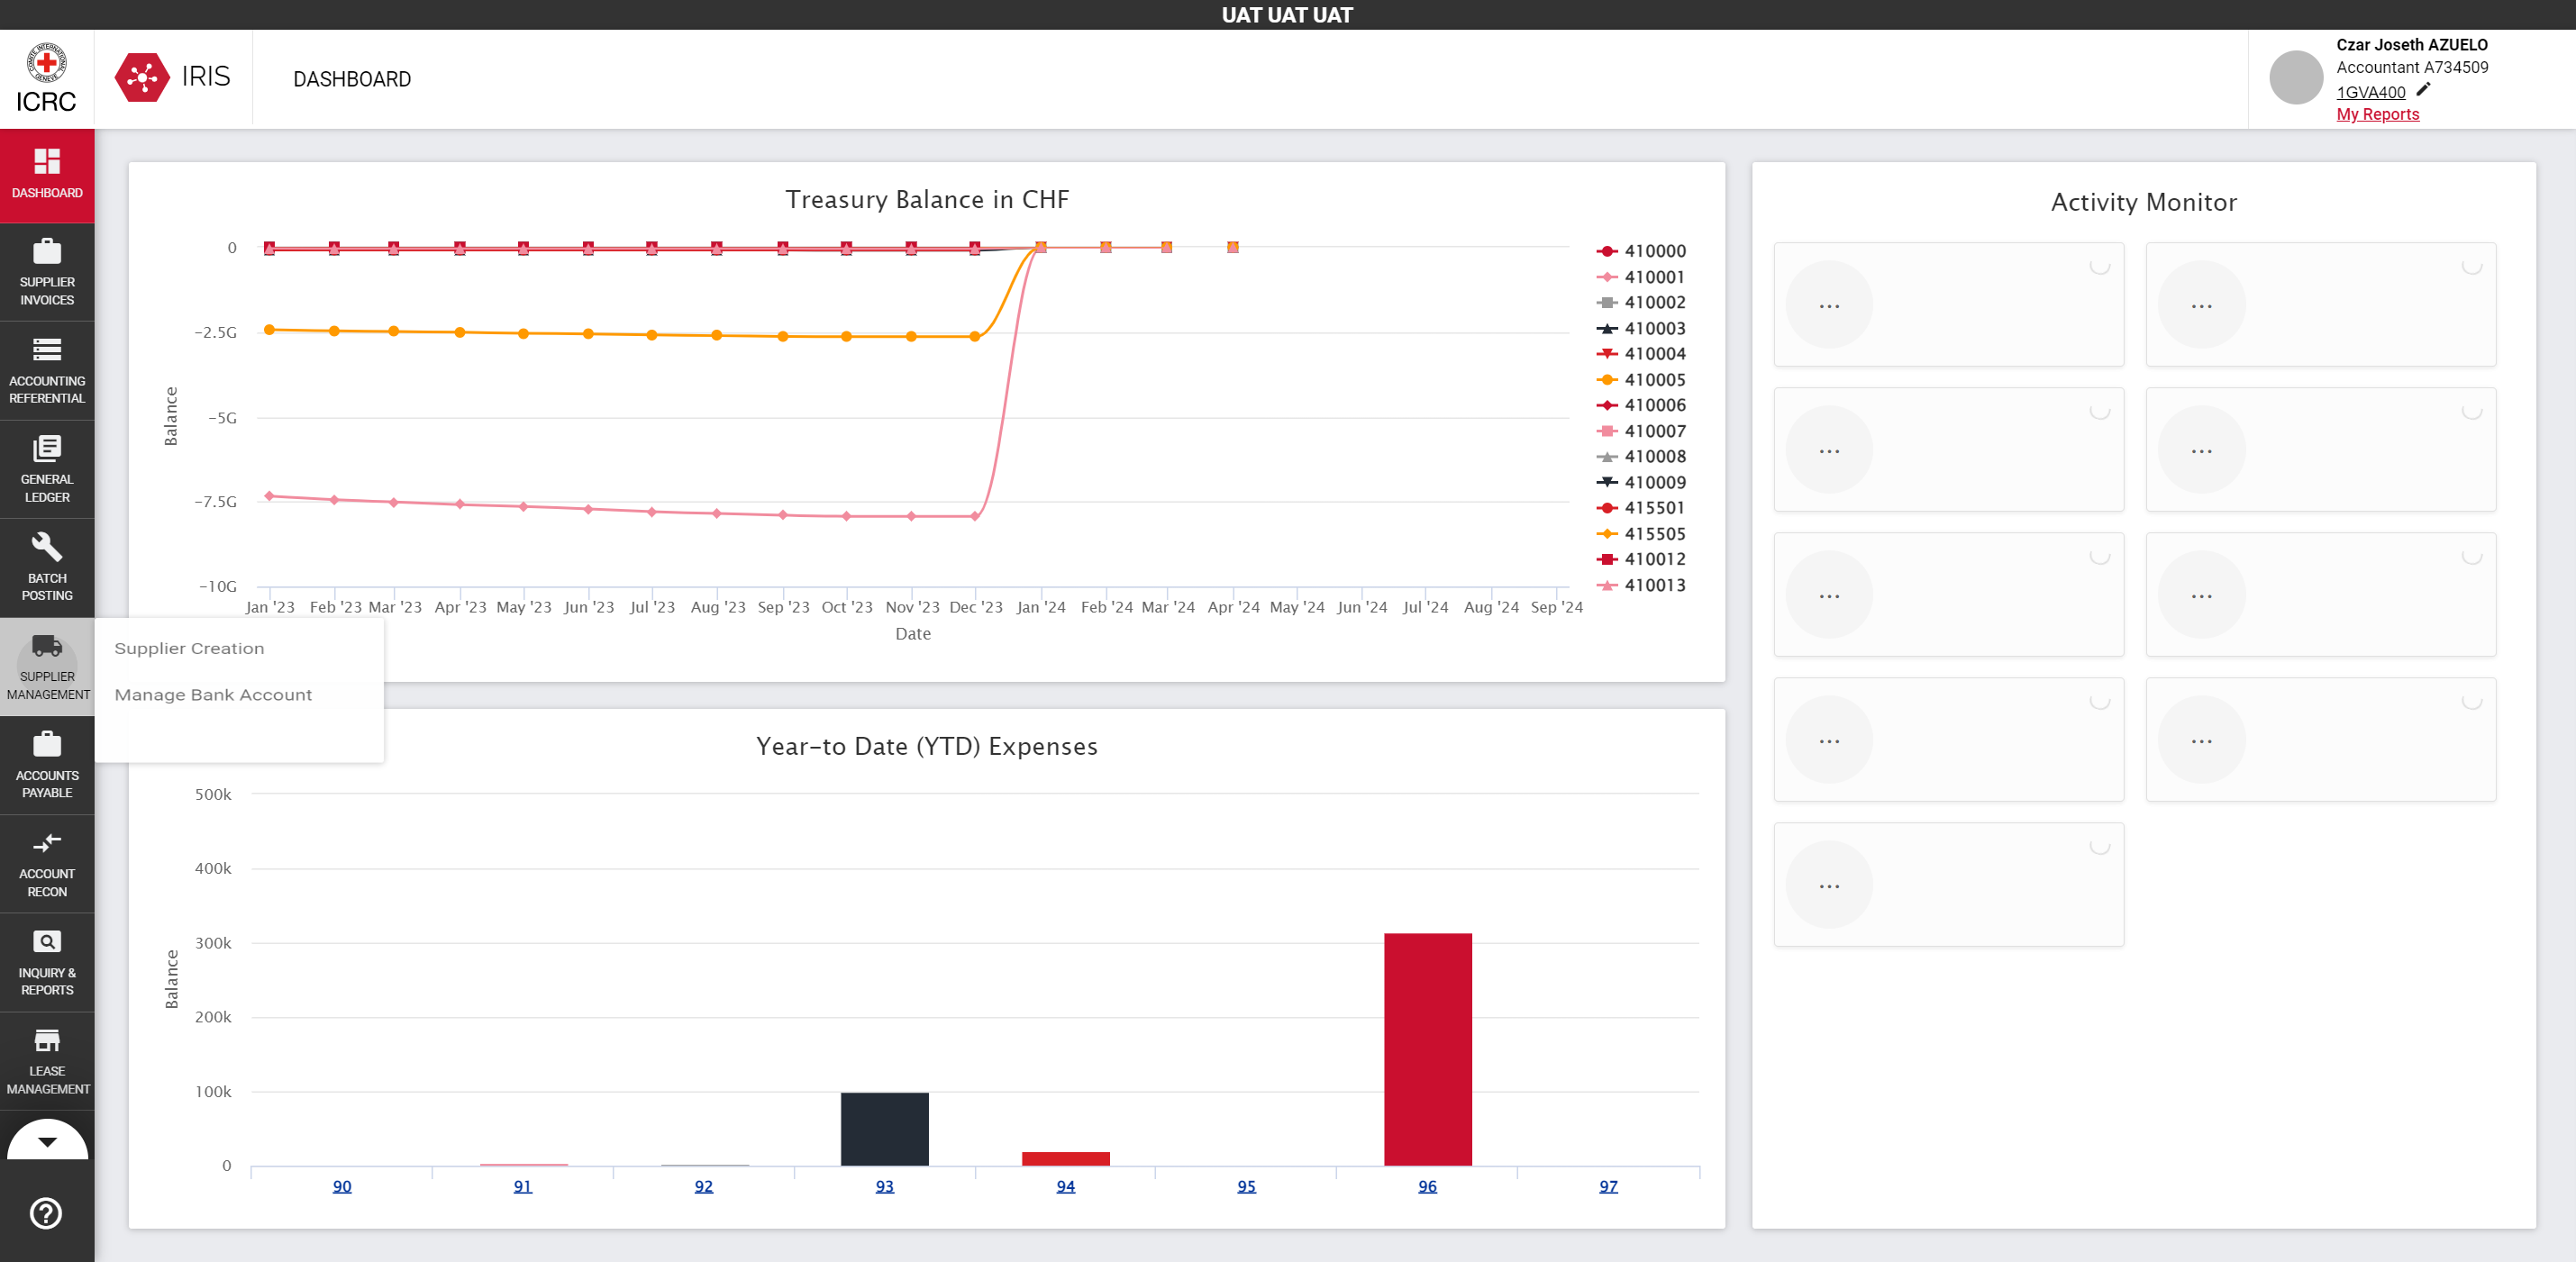 UAT UAT UAT
COMITE INTERNATIONAL GENEVE
ICRC
IRIS
DASHBOARD
Czar Joseth AZUELO
Accountant A734509
1GVA400
My Reports
DASHBOARD
SUPPLIER
INVOICES
ACCOUNTING
REFERENTIAL
GENERAL
LEDGER
BATCH
POSTING
SUPPLIER
MANAGEMENT
ACCOUNTS
PAYABLE
ACCOUNT
RECON
INQUIRY &
REPORTS
LEASE
MANAGEMENT
Supplier Creation
Manage Bank Account
Treasury Balance in CHF
0
−2.5G
−5G
−7.5G
−10G
Balance
Jan '23 Feb '23 Mar '23 Apr '23 May '23 Jun '23 Jul '23 Aug '23 Sep '23 Oct '23 Nov '23 Dec '23 Jan '24 Feb '24 Mar '24 Apr '24 May '24 Jun '24 Jul '24 Aug '24 Sep '24
Date
410000
410001
410002
410003
410004
410005
410006
410007
410008
410009
415501
415505
410012
410013
Year−to Date (YTD) Expenses
500k
400k
300k
200k
100k
0
Balance
90 91 92 93 94 95 96 97
Activity Monitor
... ...
... ...
... ...
... ...
...